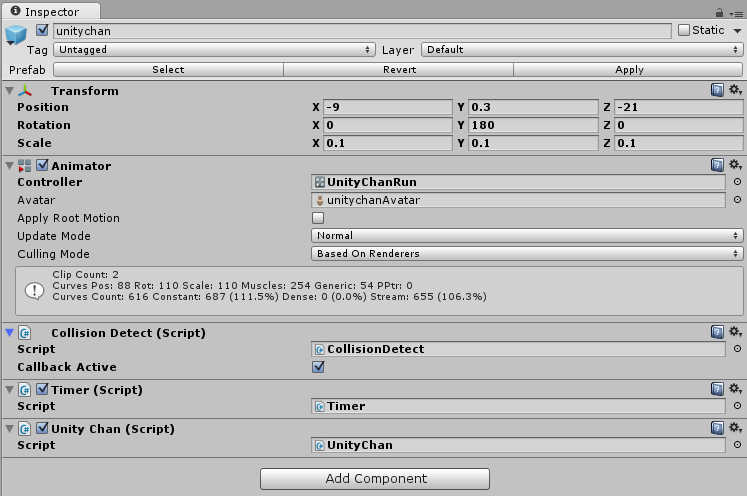 Inspector
unitychan Static
Tag Untagged Layer Default
Prefab Select Revert Apply
Transform
Position X -9 Y 0.3 Z -21
Rotation X 0 Y 180 Z 0
Scale X 0.1 Y 0.1 Z 0.1
Animator
Controller UnityChanRun
Avatar unitychanAvatar
Apply Root Motion
Update Mode Normal
Culling Mode Based On Renderers
Clip Count: 2
Curves Pos: 88 Rot: 110 Scale: 110 Muscles: 254 Generic: 54 PPtr: 0
Curves Count: 616 Constant: 687 (111.5%) Dense: 0 (0.0%) Stream: 655 (106.3%)
Collision Detect (Script)
Script CollisionDetect
Callback Active
Timer (Script)
Script Timer
Unity Chan (Script)
Script UnityChan
Add Component